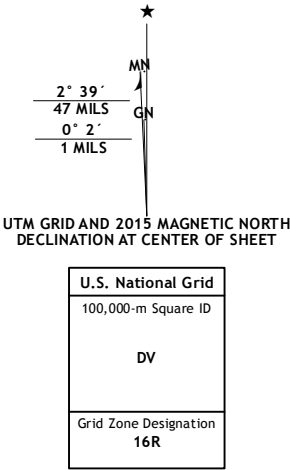 ★
MN
2° 39´
47 MILS
GN
0° 2´
1 MILS
UTM GRID AND 2015 MAGNETIC NORTH
DECLINATION AT CENTER OF SHEET
U.S. National Grid
100,000-m Square ID
DV
Grid Zone Designation
16R